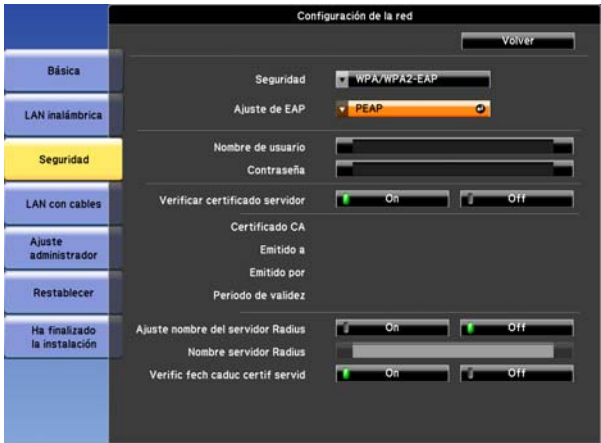 Configuración de la red
Volver
Básica
LAN inalámbrica
Seguridad
LAN con cables
Ajuste
administrador
Restablecer
Ha finalizado
la instalación
Seguridad WPA/WPA2-EAP
Ajuste de EAP PEAP
Nombre de usuario
Contraseña
Verificar certificado servidor On Off
Certificado CA
Emitido a
Emitido por
Periodo de validez
Ajuste nombre del servidor Radius On Off
Nombre servidor Radius
Verific fech caduc certif servid On Off